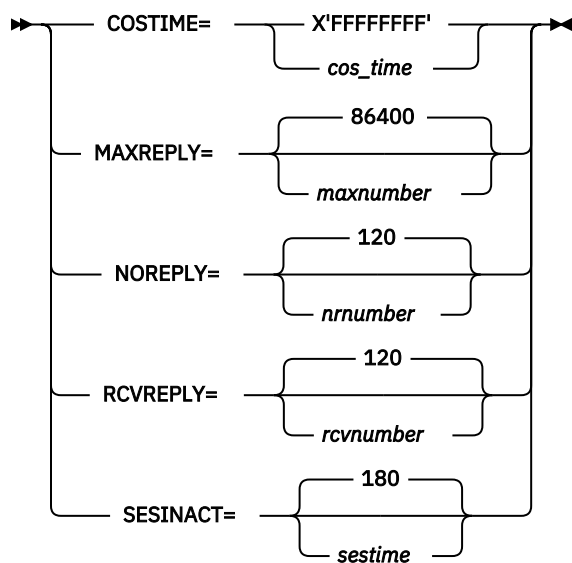 COSTIME= X'FFFFFFFF'
cos_time
86400
MAXREPLY=
maxnumber
120
NOREPLY=
nrnumber
120
RCVREPLY=
rcvnumber
180
SESINACT=
sestime